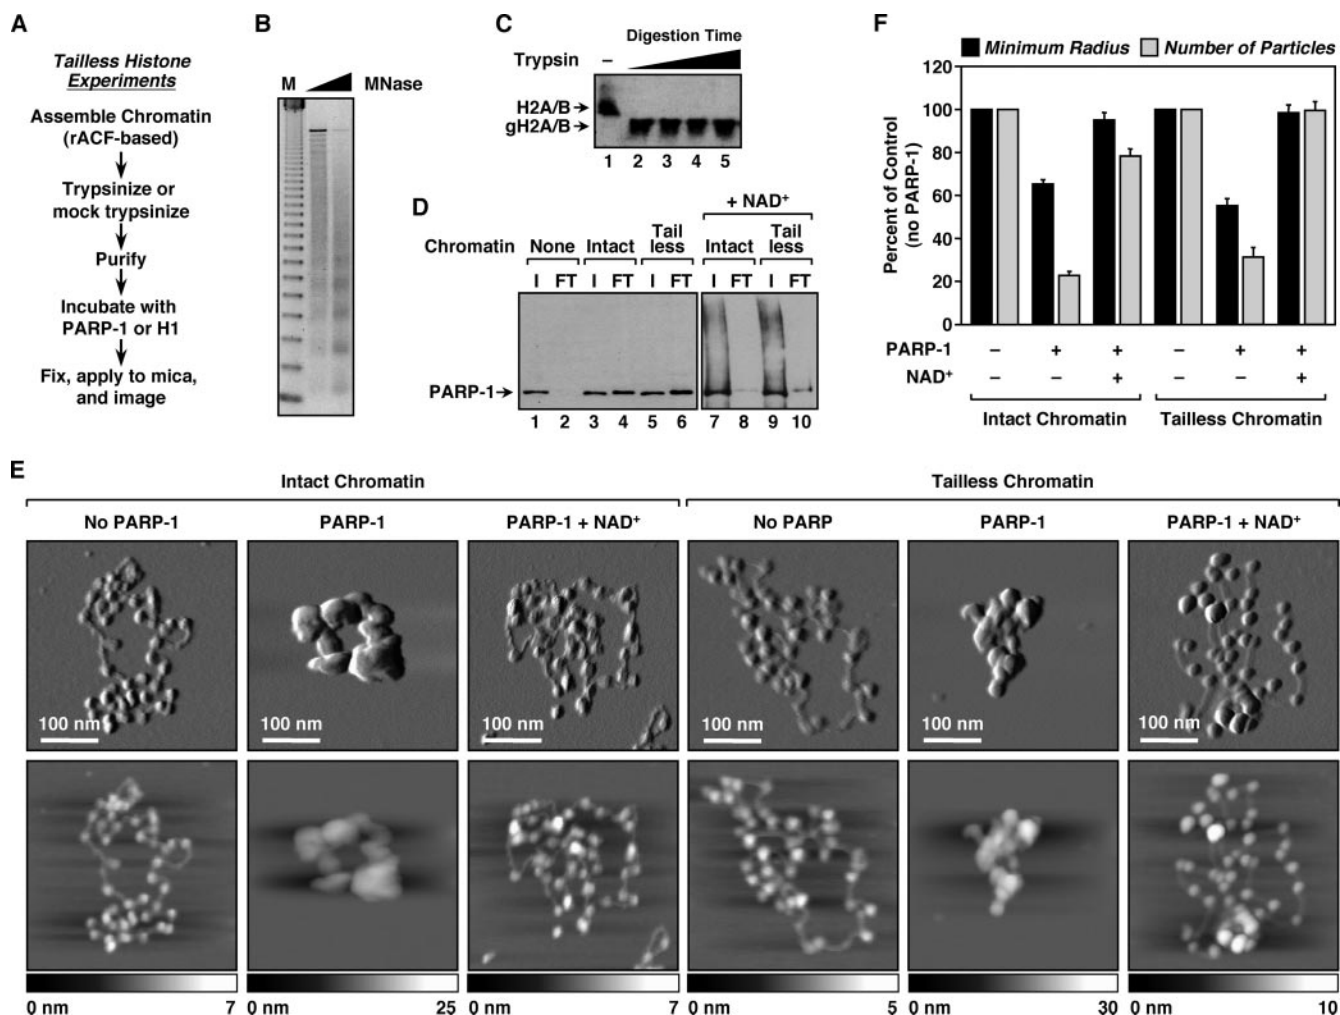 A
Tailless Histone
Experiments
Assemble Chromatin
(rACF-based)
Trypsinize or
mock trypsinize
Purify
Incubate with
PARP-1 or H1
Fix, apply to mica,
and image
B
M
MNase
C
Digestion Time
Trypsin –
H2A/B
gH2A/B
1 2 3 4 5
D
+ NAD+
Chromatin None Intact Tail less Intact Tail less
I FT I FT I FT I FT I FT
PARP-1
1 2 3 4 5 6 7 8 9 10
F
Minimum Radius Number of Particles
Percent of Control
(no PARP-1)
120
100
80
60
40
20
0
PARP-1 – + + – + +
NAD+ – – + – – +
Intact Chromatin Tailless Chromatin
E
Intact Chromatin Tailless Chromatin
No PARP-1 PARP-1 PARP-1 + NAD+ No PARP PARP-1 PARP-1 + NAD+
100 nm 100 nm 100 nm 100 nm 100 nm 100 nm
0 nm 7 0 nm 25 0 nm 7 0 nm 5 0 nm 30 0 nm 10